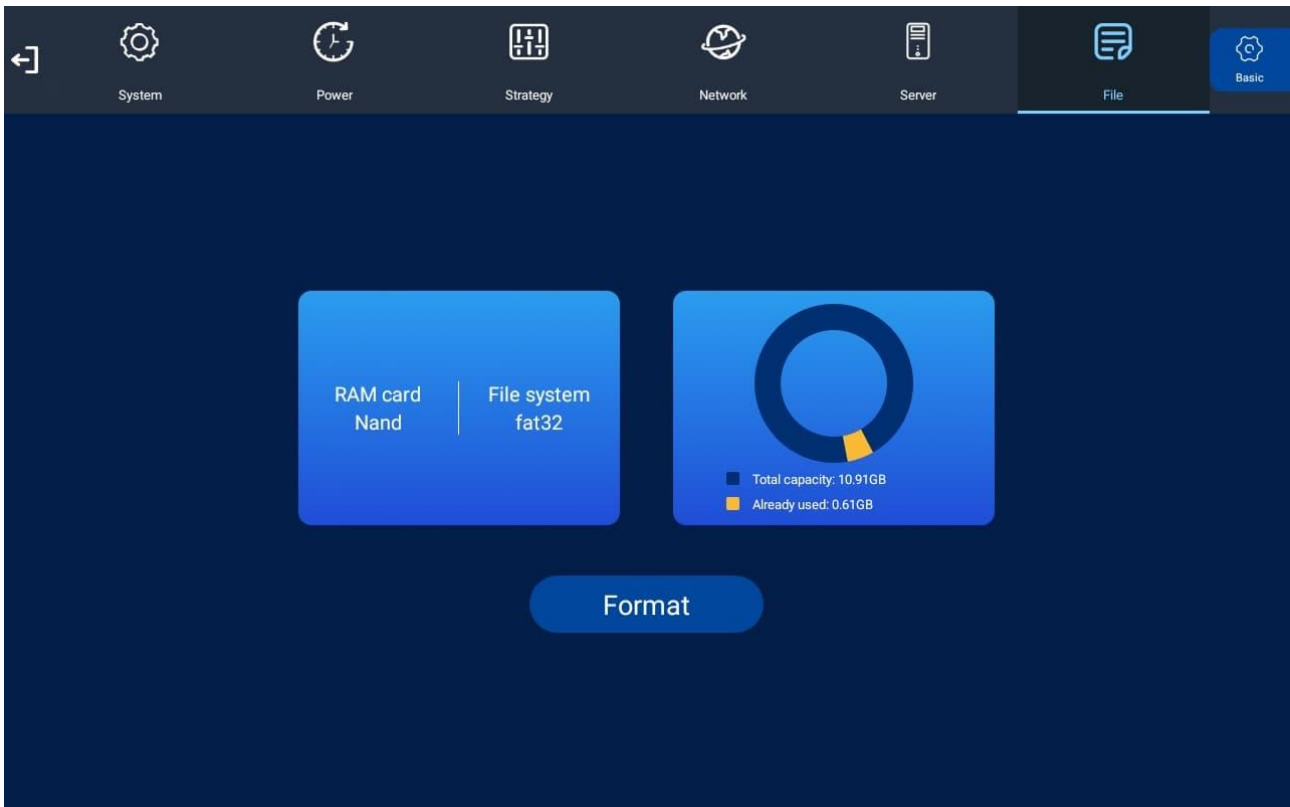 System
Power
Strategy
Network
Server
File
Basic
RAM card
Nand
File system
fat32
Total capacity: 10.91GB
Already used: 0.61GB
Format